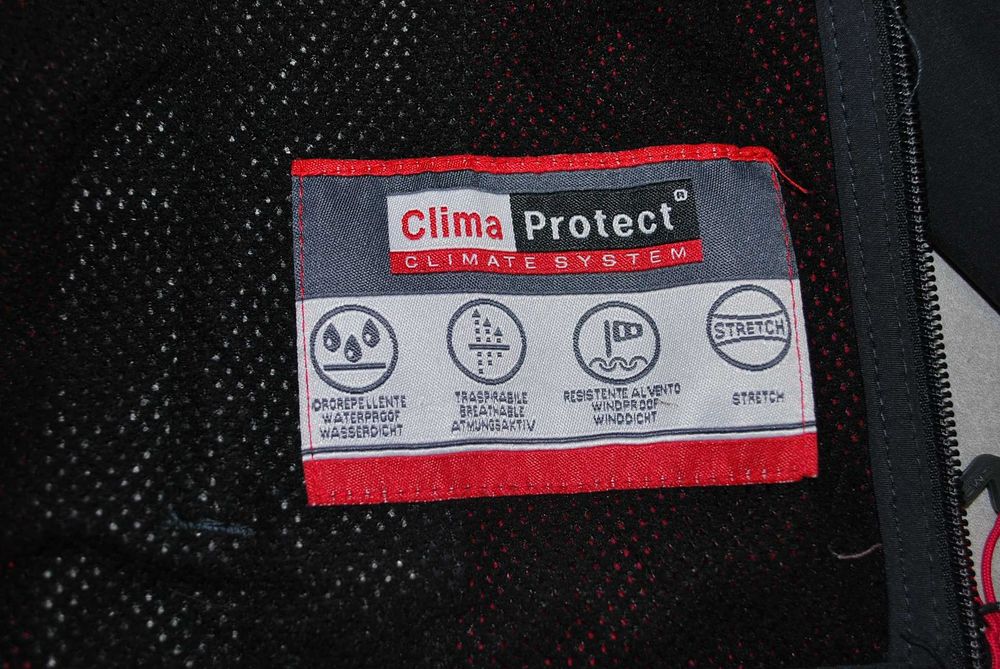 Clima Protect®
CLIMATE SYSTEM
STRETCH
IDROREPELLENTE
WATERPROOF
WASSERDICHT
TRASPIRABILE
BREATHABLE
ATMUNGSAKTIV
RESISTENTE AL VENTO
WINDPROOF
WINDDICHT
STRETCH